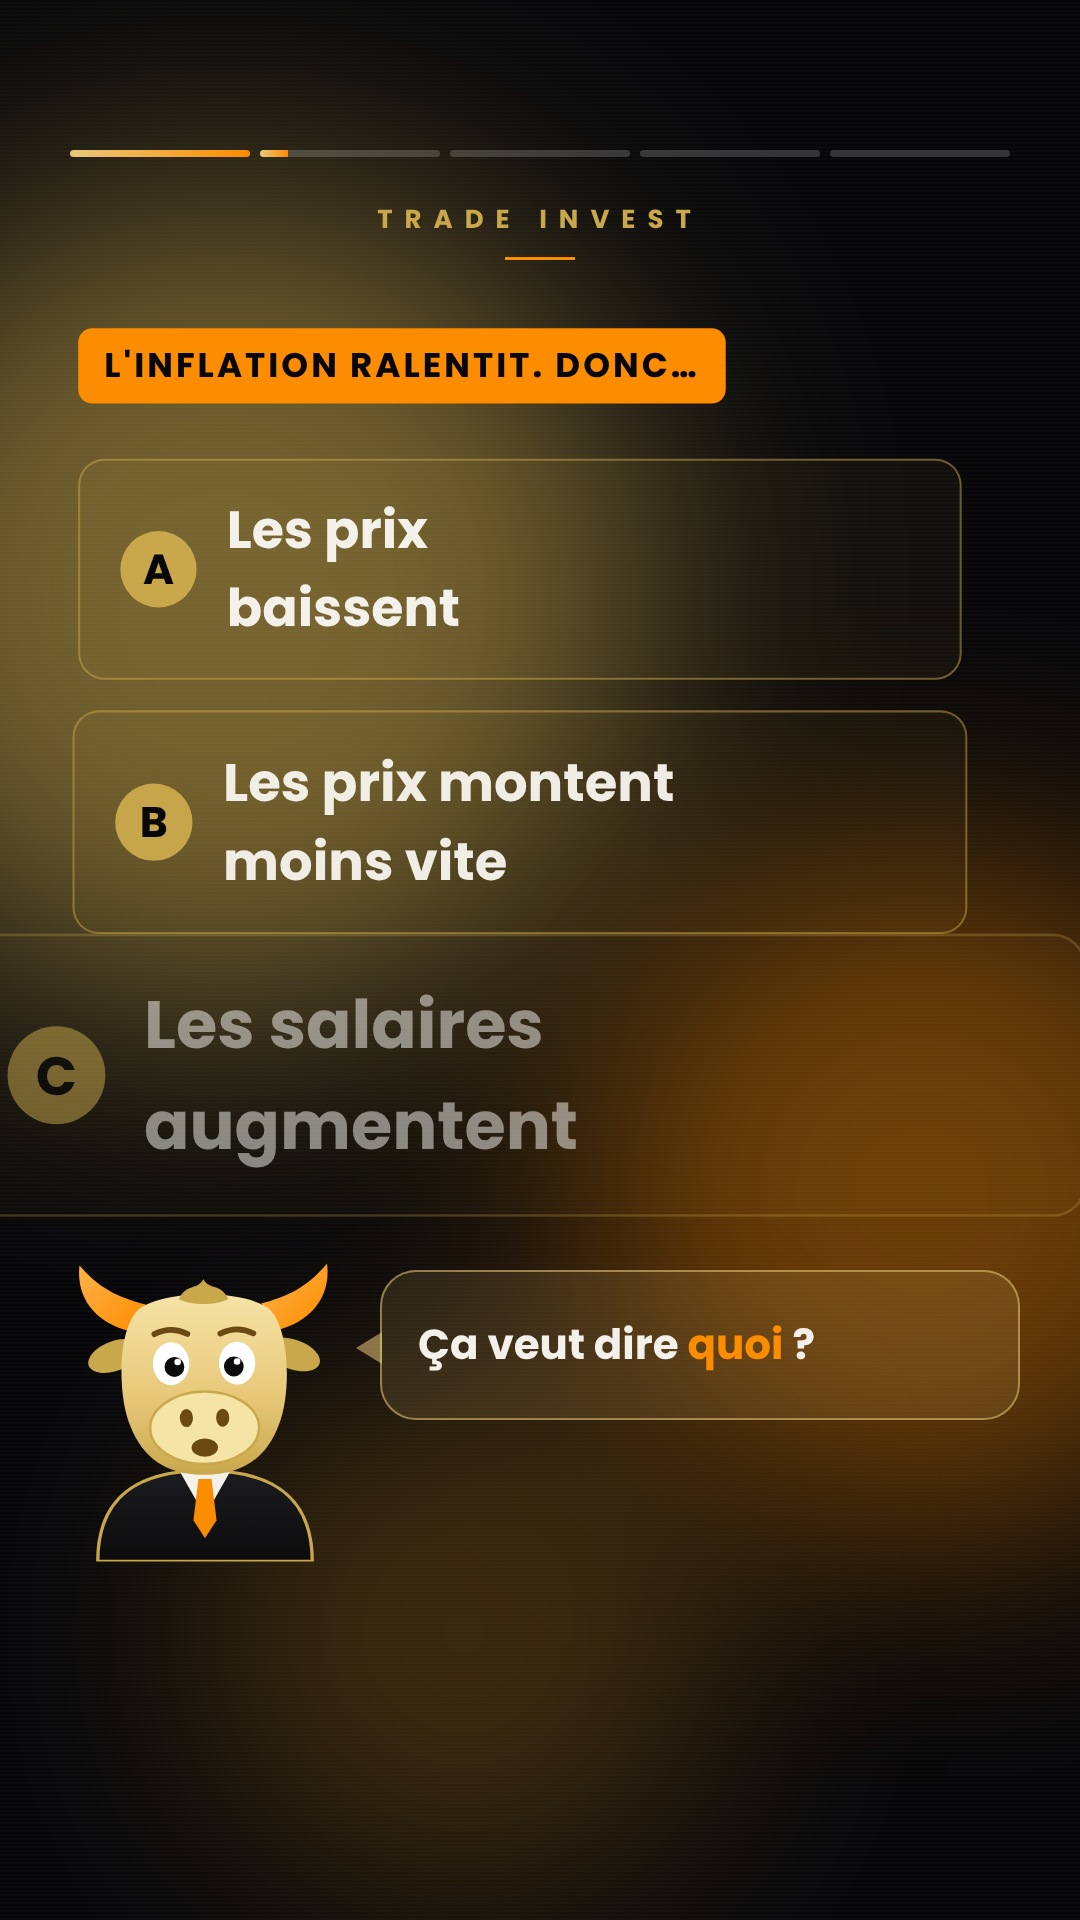 TRADE INVEST
L'INFLATION RALENTIT. DONC...
A
Les prix
baissent
B
Les prix montent
moins vite
C
Les salaires
augmentent
Ça veut dire quoi ?